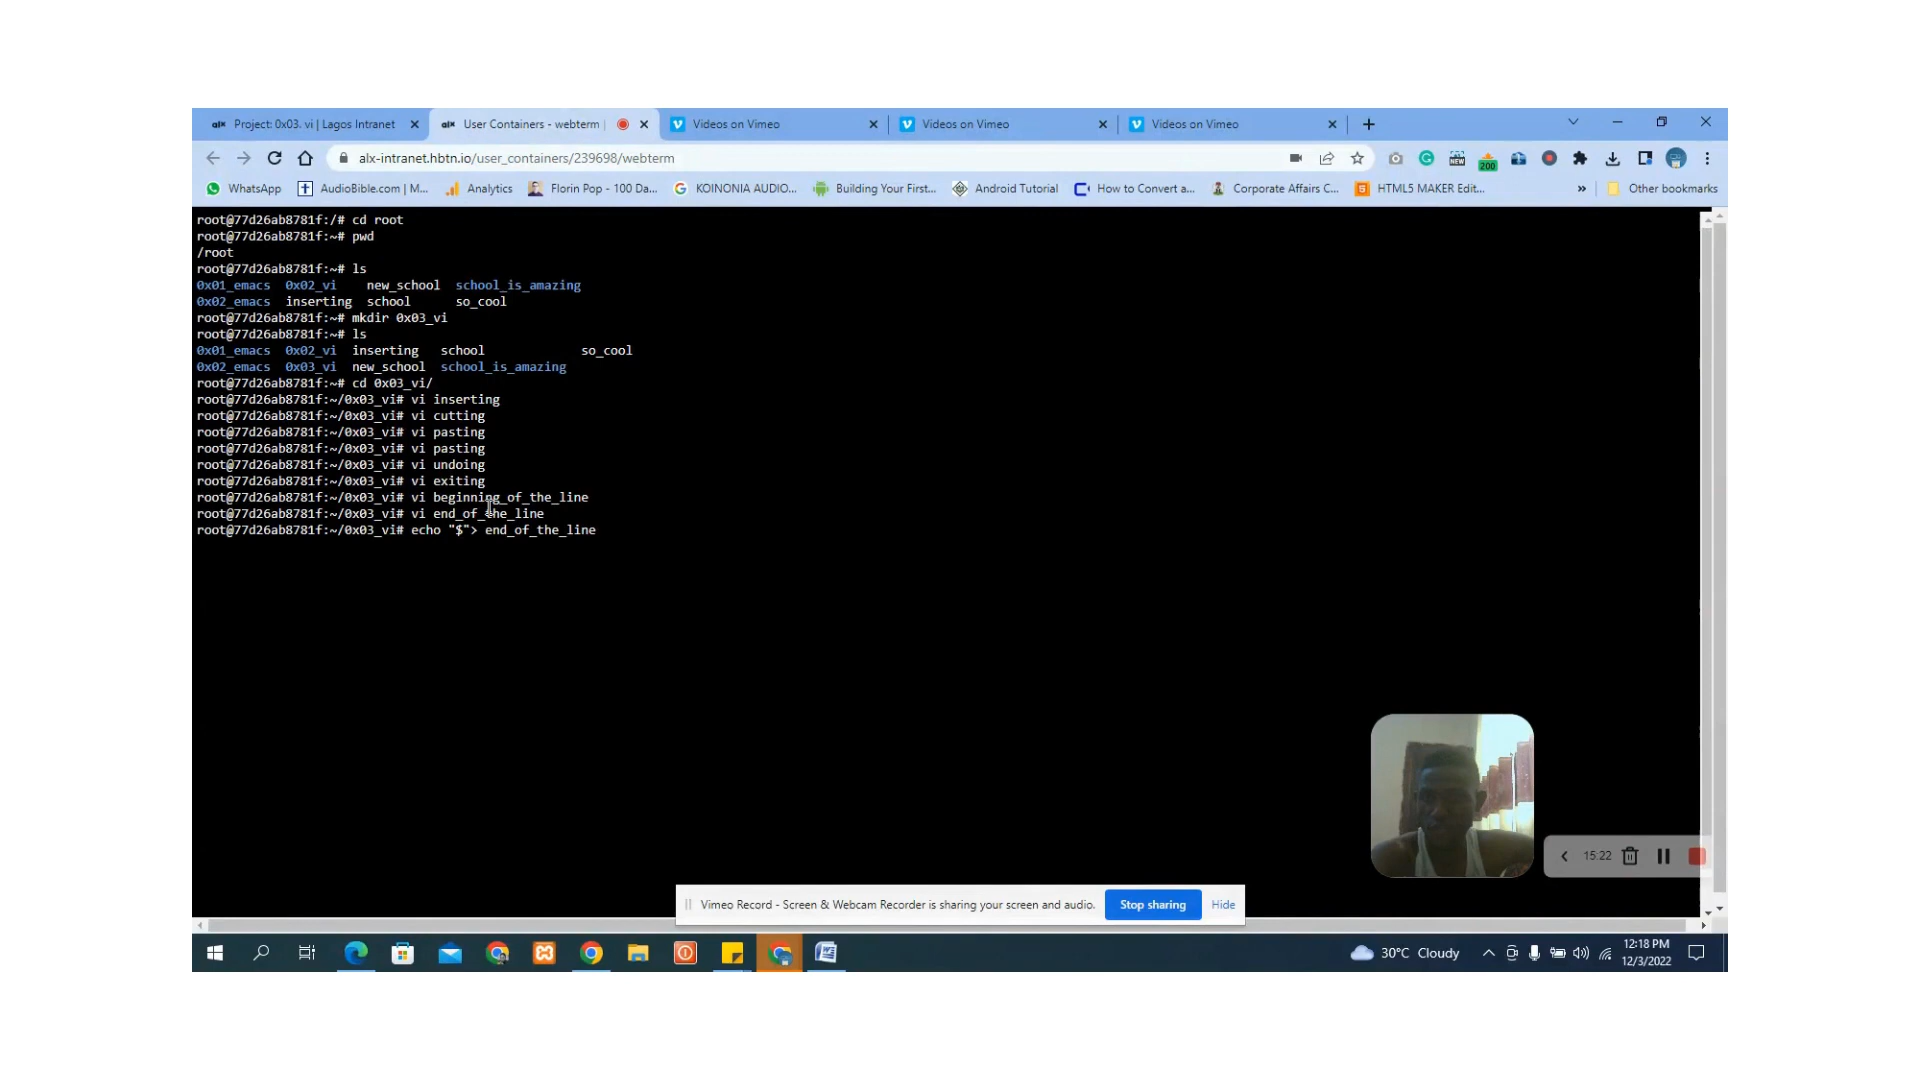 Project: 0x03. vi | Lagos Intranet
User Containers - webterm |
Videos on Vimeo
Videos on Vimeo
Videos on Vimeo
alx-intranet.hbtn.io/user_containers/239698/webterm
NEW
200
WhatsApp
AudioBible.com | M...
Analytics
Florin Pop - 100 Da...
KOINONIA AUDIO...
Building Your First...
Android Tutorial
How to Convert a...
Corporate Affairs C...
HTML5 MAKER Edit...
»
Other bookmarks
root@77d26ab8781f:/# cd root
root@77d26ab8781f:~# pwd
/root
root@77d26ab8781f:~# ls
0x01_emacs 0x02_vi new_school school_is_amazing
0x02_emacs inserting school so_cool
root@77d26ab8781f:~# mkdir 0x03_vi
root@77d26ab8781f:~# ls
0x01_emacs 0x02_vi inserting school so_cool
0x02_emacs 0x03_vi new_school school_is_amazing
root@77d26ab8781f:~# cd 0x03_vi/
root@77d26ab8781f:~/0x03_vi# vi inserting
root@77d26ab8781f:~/0x03_vi# vi cutting
root@77d26ab8781f:~/0x03_vi# vi pasting
root@77d26ab8781f:~/0x03_vi# vi pasting
root@77d26ab8781f:~/0x03_vi# vi undoing
root@77d26ab8781f:~/0x03_vi# vi exiting
root@77d26ab8781f:~/0x03_vi# vi beginning_of_the_line
root@77d26ab8781f:~/0x03_vi# vi end_of_the_line
root@77d26ab8781f:~/0x03_vi# echo "$"> end_of_the_line
15:22
Vimeo Record - Screen & Webcam Recorder is sharing your screen and audio.
Stop sharing
Hide
30°C Cloudy
12:18 PM
12/3/2022